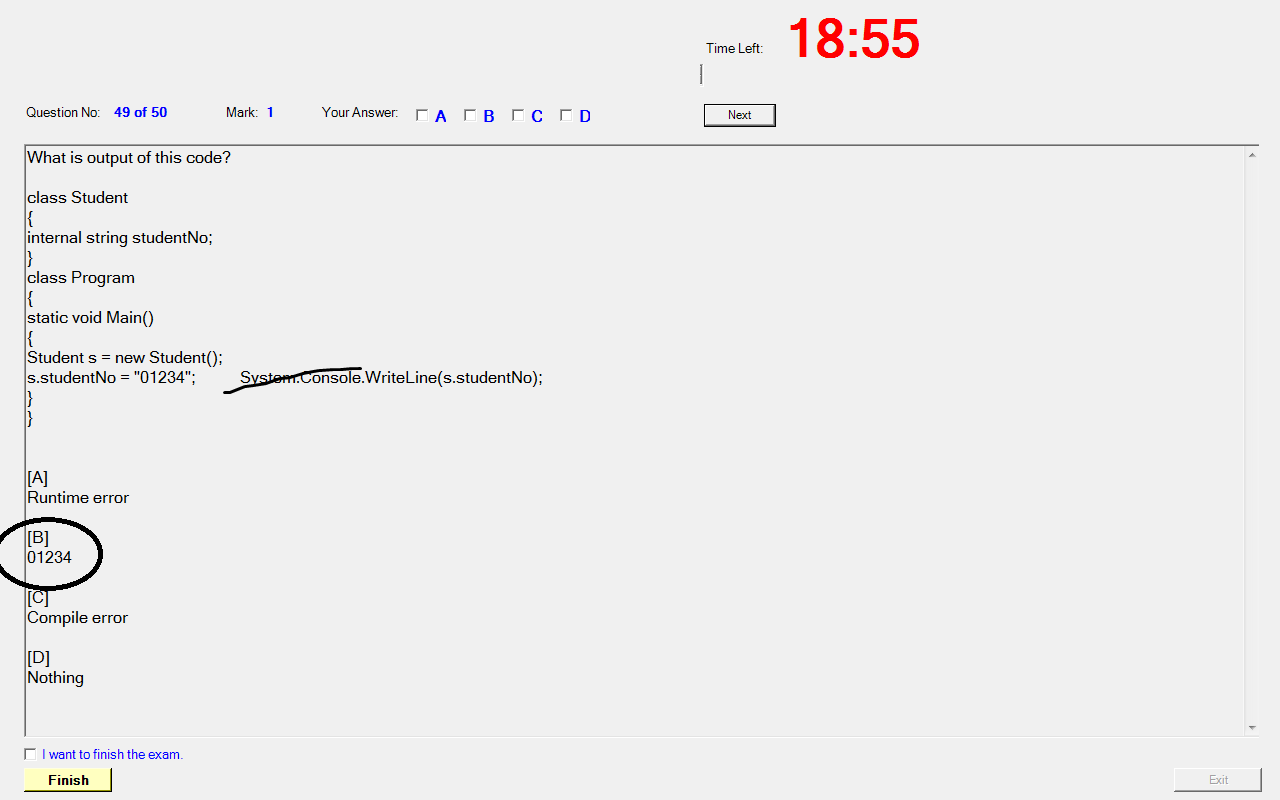 Time Left: 18:55
Question No: 49 of 50 Mark: 1 Your Answer: A B C D Next
What is output of this code?
class Student
{
internal string studentNo;
}
class Program
{
static void Main()
{
Student s = new Student();
s.studentNo = "01234"; System.Console.WriteLine(s.studentNo);
}
}
[A]
Runtime error
[B]
01234
[C]
Compile error
[D]
Nothing
I want to finish the exam.
Finish Exit